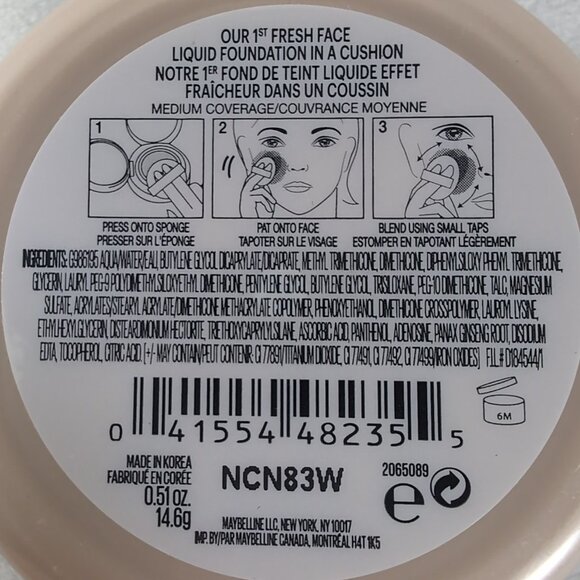 OUR 1ST FRESH FACE
LIQUID FOUNDATION IN A CUSHION
NOTRE 1ER FOND DE TEINT LIQUIDE EFFET
FRAÎCHEUR DANS UN COUSSIN
MEDIUM COVERAGE/COUVRANCE MOYENNE
1
2
3
PRESS ONTO SPONGE
PRESSER SUR L'ÉPONGE
PAT ONTO FACE
TAPOTER SUR LE VISAGE
BLEND USING SMALL TAPS
ESTOMPER EN TAPOTANT LÉGÈREMENT
INGREDIENTS: G986195 AQUA/WATER/EAU, BUTYLENE GLYCOL DICAPRYLATE/DICAPRATE, METHYL TRIMETHICONE, DIMETHICONE, DIPHENYLSILOXY PHENYL TRIMETHICONE,
GLYCERIN, LAURYL PEG-9 POLYDIMETHYLSILOXYETHYL DIMETHICONE, PENTYLENE GLYCOL, BUTYLENE GLYCOL, TRISILOXANE, PEG-10 DIMETHICONE, TALC, MAGNESIUM
SULFATE, ACRYLATES/STEARYL ACRYLATE/DIMETHICONE METHACRYLATE COPOLYMER, PHENOXYETHANOL, DIMETHICONE CROSSPOLYMER, LAUROYL LYSINE,
ETHYLHEXYLGLYCERIN, DISTEARDIMONIUM HECTORITE, TRIETHOXYCAPRYLYLSILANE, ASCORBIC ACID, PANTHENOL, ADENOSINE, PANAX GINSENG ROOT, DISODIUM
EDTA, TOCOPHEROL, CITRIC ACID. [+/- MAY CONTAIN/PEUT CONTENIR: CI 77891/TITANIUM DIOXIDE, CI 77491, CI 77492, CI 77499/IRON OXIDES] F.I.L.# D184544/1
6M
0 41554 48235 5
MADE IN KOREA
FABRIQUÉ EN CORÉE
0.51 oz.
14.6g
NCN83W
2065089
e
MAYBELLINE LLC, NEW YORK, NY 10017
IMP. BY/PAR MAYBELLINE CANADA, MONTRÉAL H4T 1K5